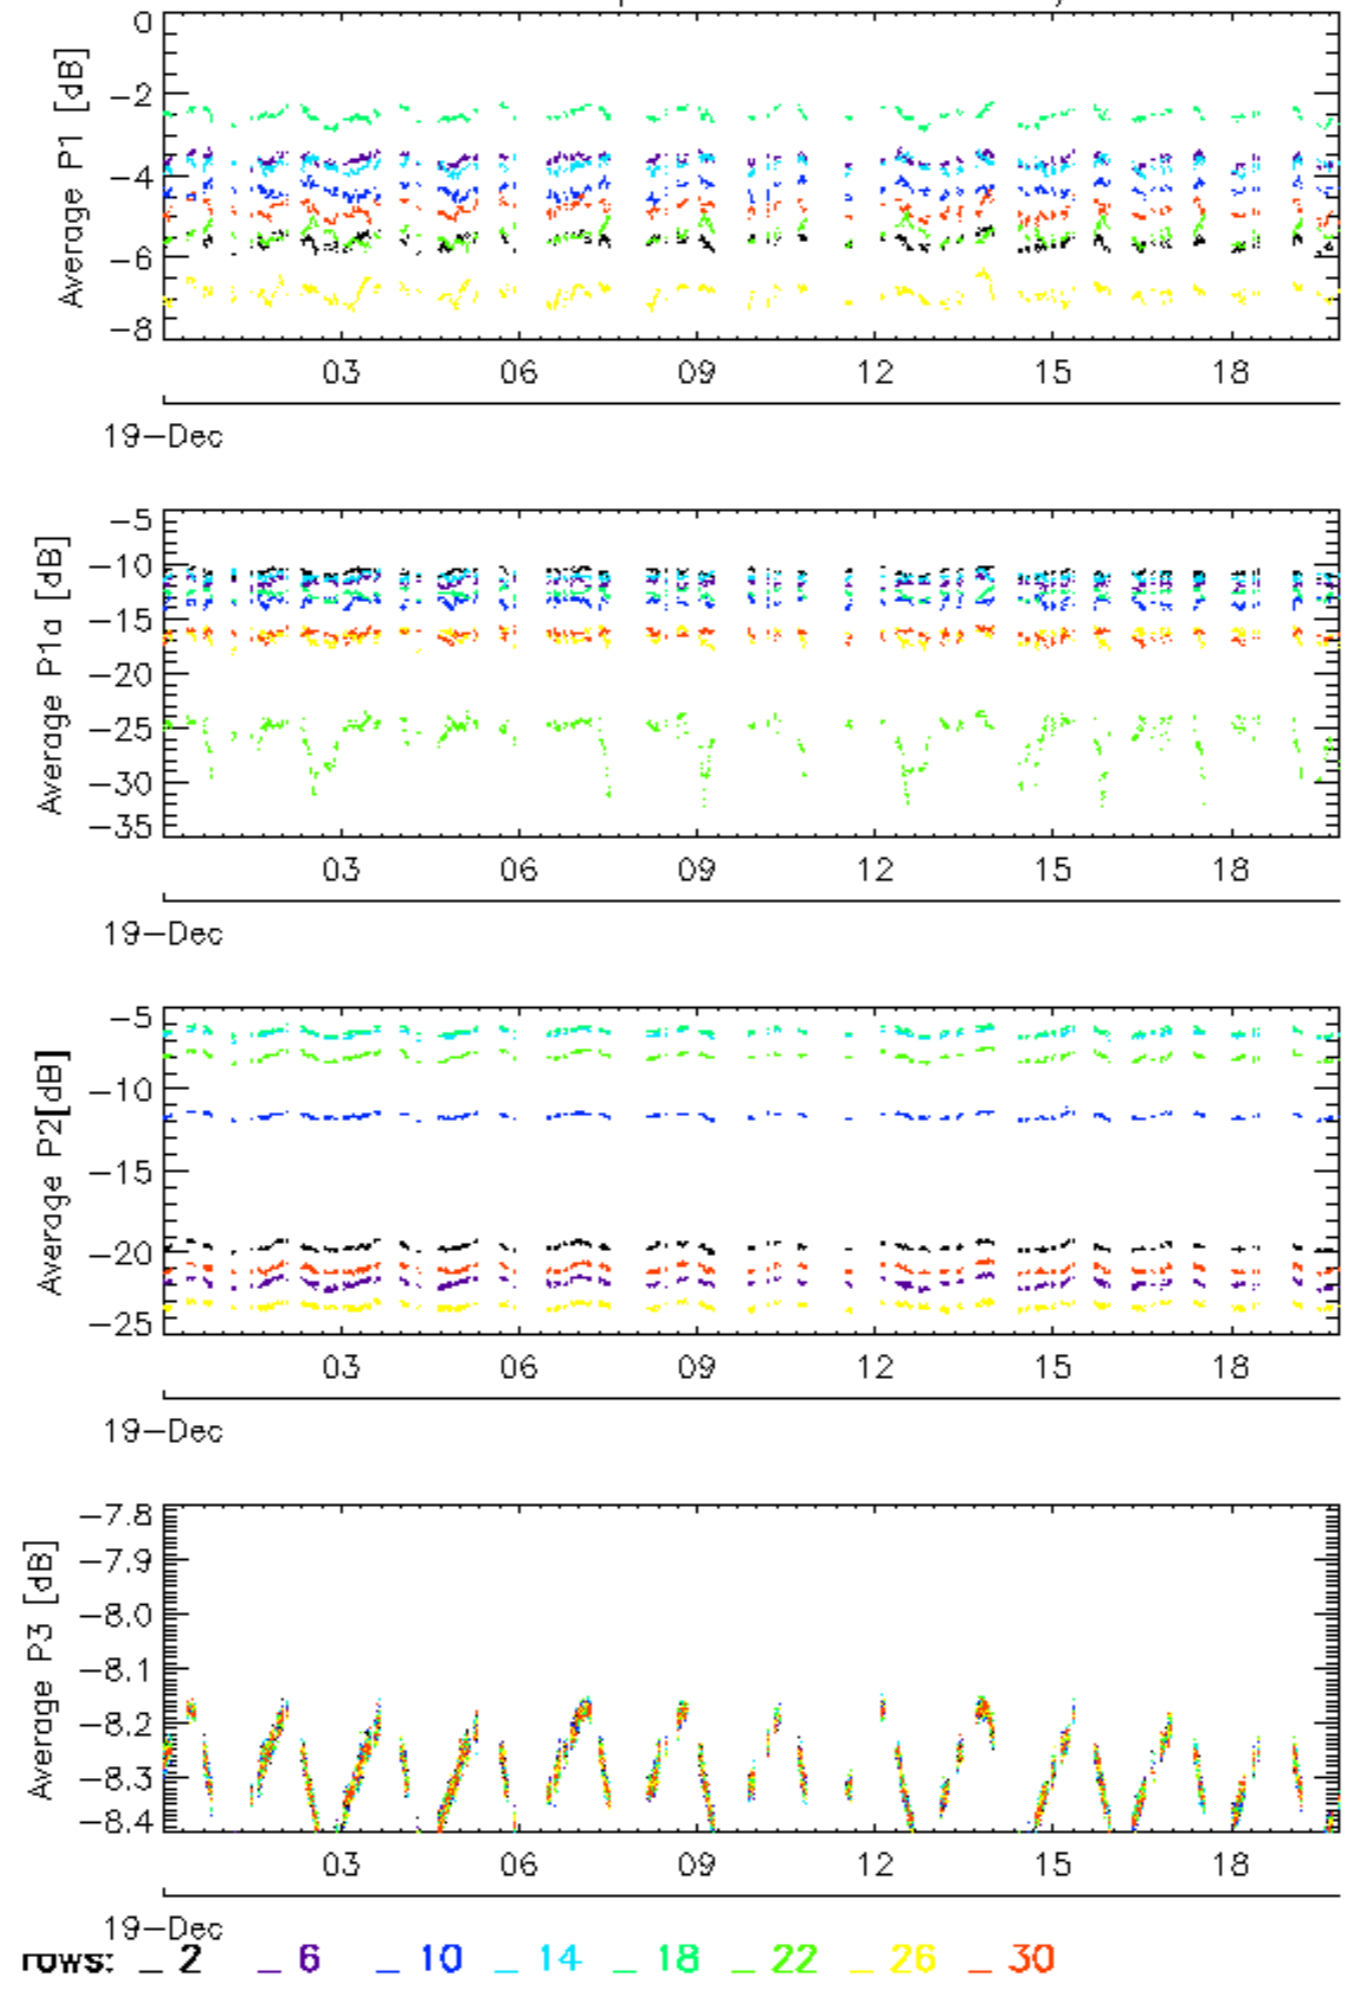 0
−2
−4
−6
−8
Average P1 [dB]
03 06 09 12 15 18
19−Dec
−5
−10
−15
−20
−25
−30
−35
Average P1a [dB]
03 06 09 12 15 18
19−Dec
−5
−10
−15
−20
−25
Average P2[dB]
03 06 09 12 15 18
19−Dec
−7.8
−7.9
−8.0
−8.1
−8.2
−8.3
−8.4
Average P3 [dB]
03 06 09 12 15 18
19−Dec
rows: _ 2 _ 6 _ 10 _ 14 _ 18 _ 22 _ 26 _ 30